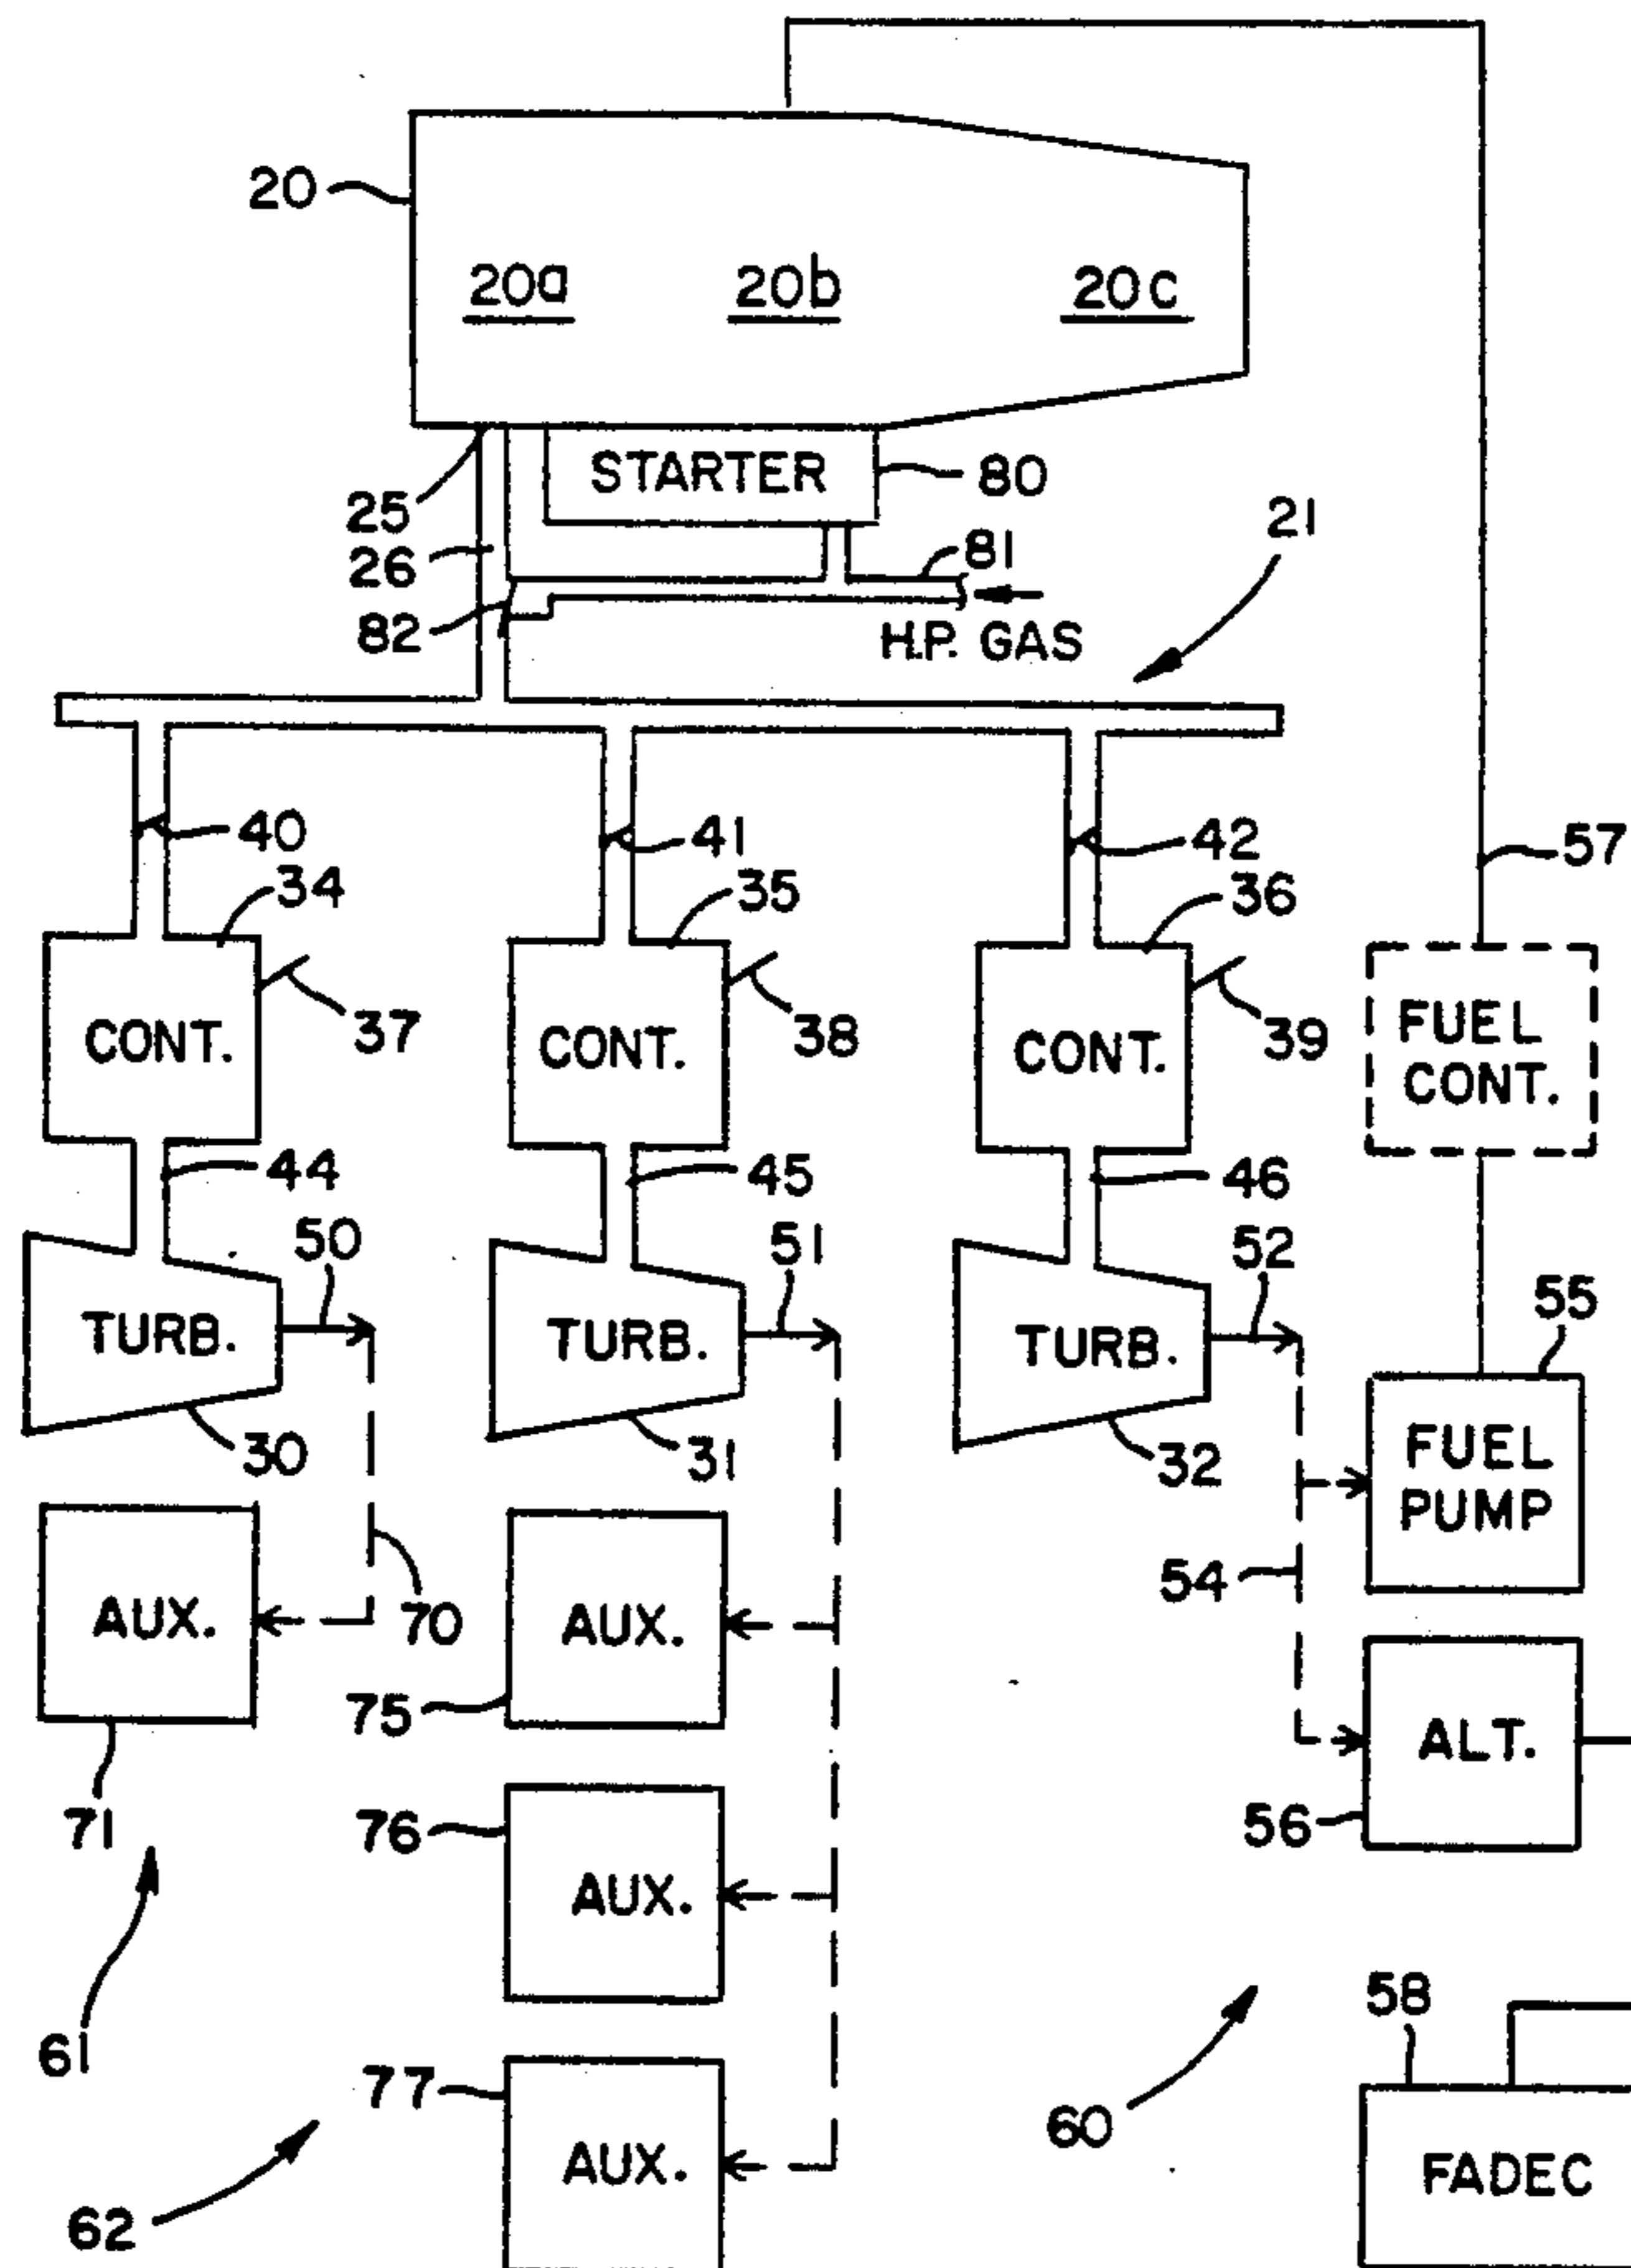 20
20a
20b
20c
STARTER
80
25
26
81
21
82
H.P. GAS
40
41
42
57
34
35
36
37
38
39
CONT.
CONT.
CONT.
FUEL
CONT.
44
45
46
50
51
52
55
TURB.
TURB.
TURB.
30
31
32
FUEL
PUMP
54
70
AUX.
AUX.
75
ALT.
71
76
56
AUX.
58
61
77
60
AUX.
FADEC
62